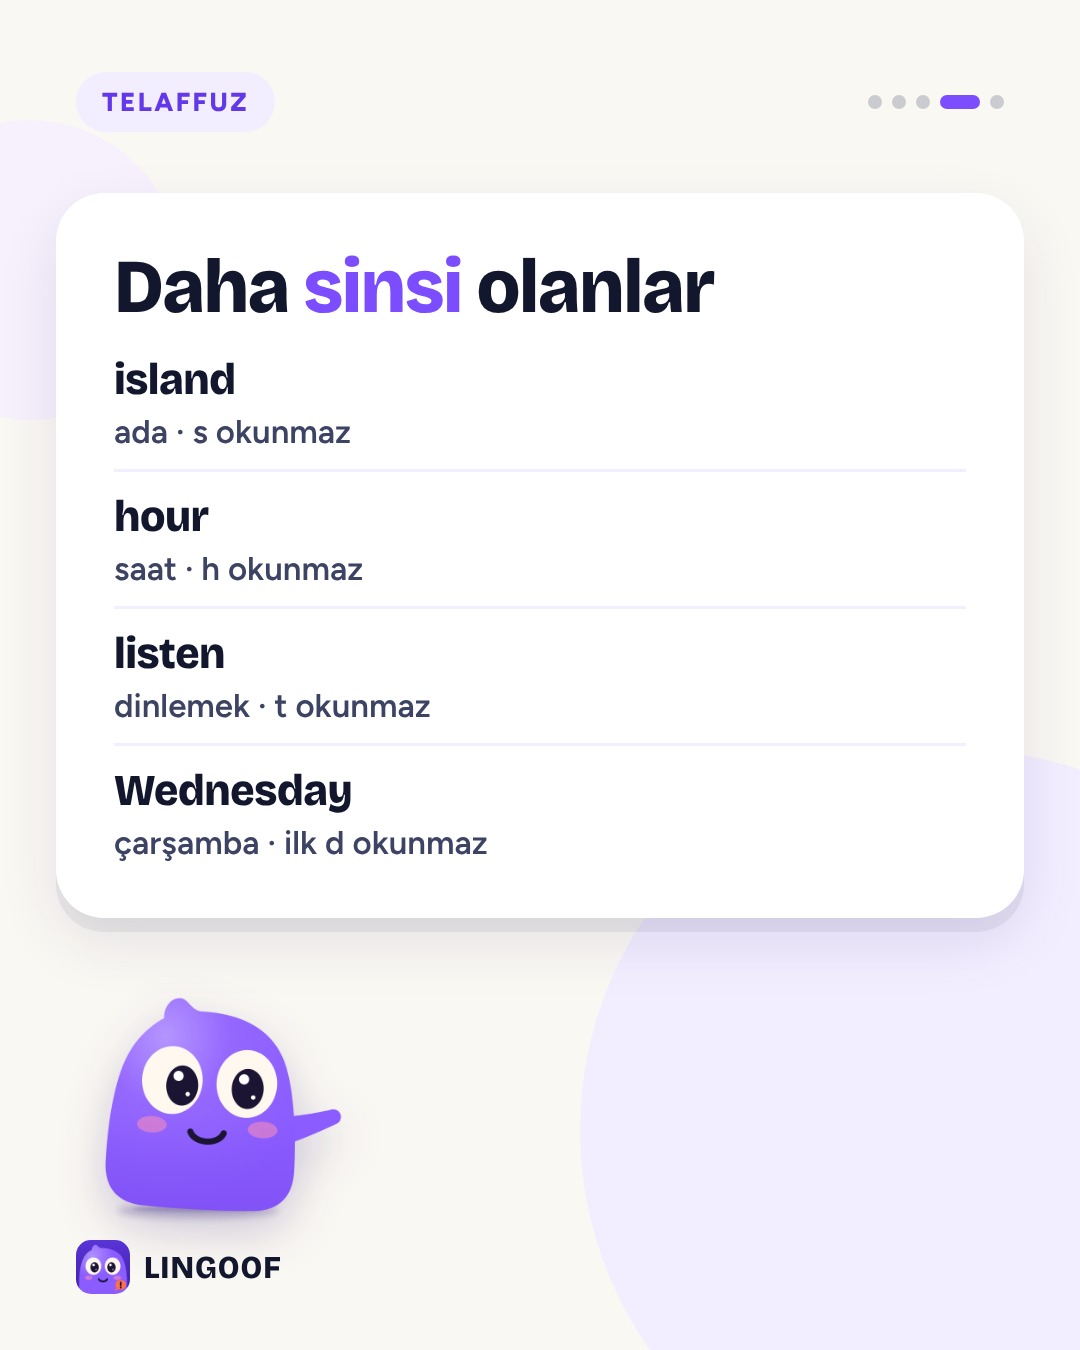 TELAFFUZ
Daha sinsi olanlar
island
ada · s okunmaz
hour
saat · h okunmaz
listen
dinlemek · t okunmaz
Wednesday
çarşamba · ilk d okunmaz
LINGOOF